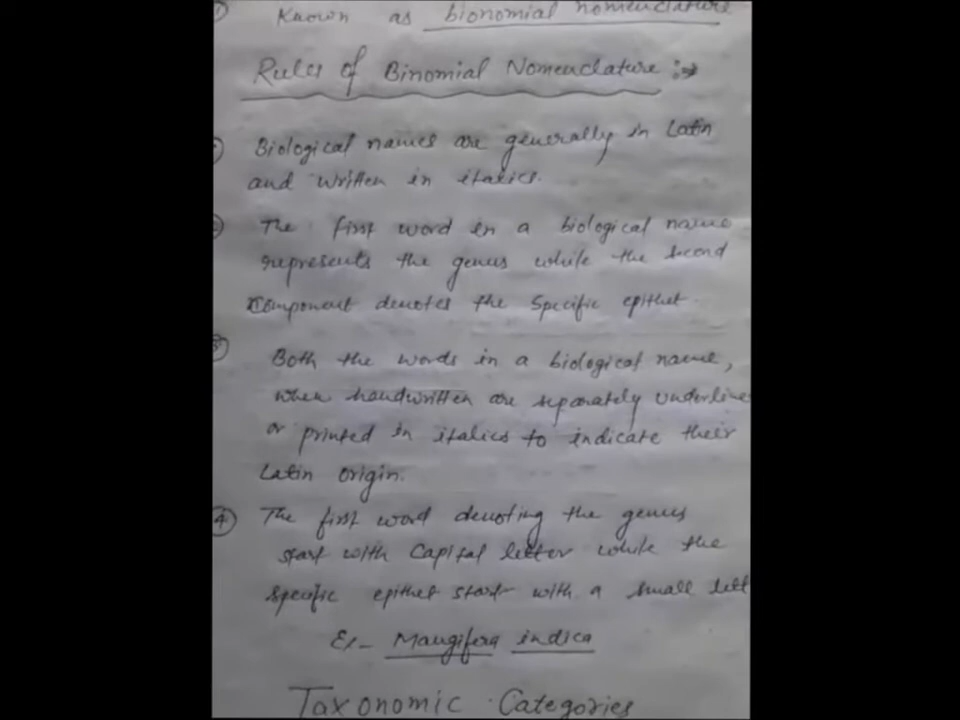 Known as bionomial nomenclature
Rules of Binomial Nomenclature :→
Biological names are generally in Latin
and written in italics.
The first word in a biological name
represents the genus while the second
component denotes the Specific epithet.
Both the words in a biological name,
when handwritten are separately underline
or printed in italics to indicate their
Latin origin.
④ The first word denoting the genus
start with Capital letter while the
specific epithet start with a small lett
Ex- Mangifera indica
Taxonomic Categories